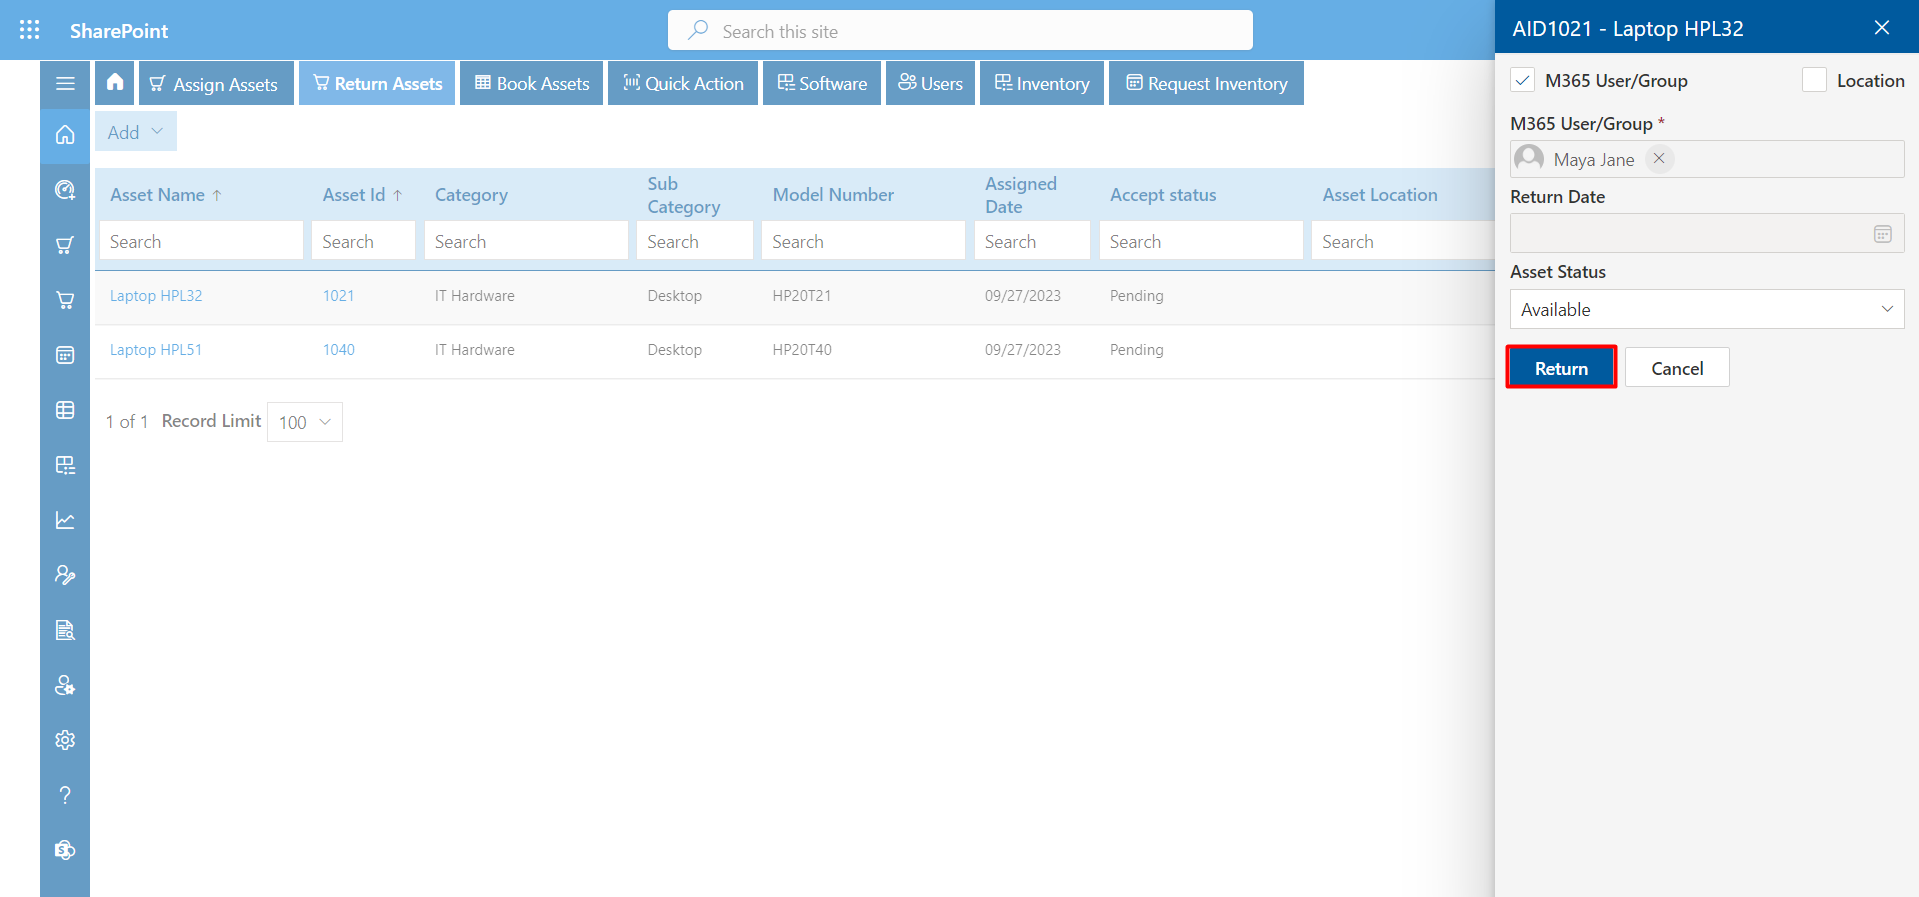 SharePoint
Search this site
AID1021 - Laptop HPL32
Assign Assets
Return Assets
Book Assets
Quick Action
Software
Users
Inventory
Request Inventory
Add
Asset Name
Asset Id
Category
Sub Category
Model Number
Assigned Date
Accept status
Asset Location
Search
Search
Search
Search
Search
Search
Search
Search
Laptop HPL32 1021 IT Hardware Desktop HP20T21 09/27/2023 Pending
Laptop HPL51 1040 IT Hardware Desktop HP20T40 09/27/2023 Pending
1 of 1 Record Limit 100
M365 User/Group
Location
M365 User/Group *
Maya Jane
Return Date
Asset Status
Available
Return
Cancel